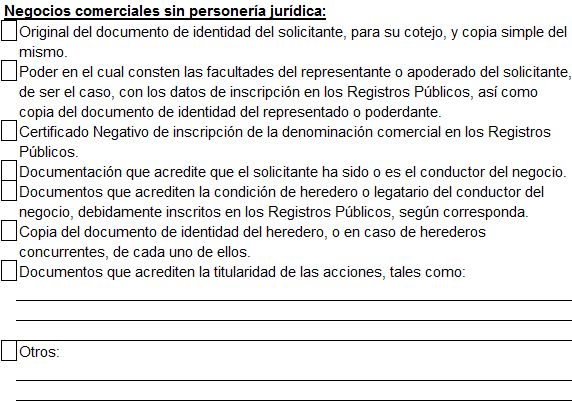 Negocios comerciales sin personería jurídica:
Original del documento de identidad del solicitante, para su cotejo, y copia simple del
mismo.
Poder en el cual consten las facultades del representante o apoderado del solicitante,
de ser el caso, con los datos de inscripción en los Registros Públicos, así como
copia del documento de identidad del representado o poderdante.
Certificado Negativo de inscripción de la denominación comercial en los Registros
Públicos.
Documentación que acredite que el solicitante ha sido o es el conductor del negocio.
Documentos que acrediten la condición de heredero o legatario del conductor del
negocio, debidamente inscritos en los Registros Públicos, según corresponda.
Copia del documento de identidad del heredero, o en caso de herederos
concurrentes, de cada uno de ellos.
Documentos que acrediten la titularidad de las acciones, tales como:
Otros: